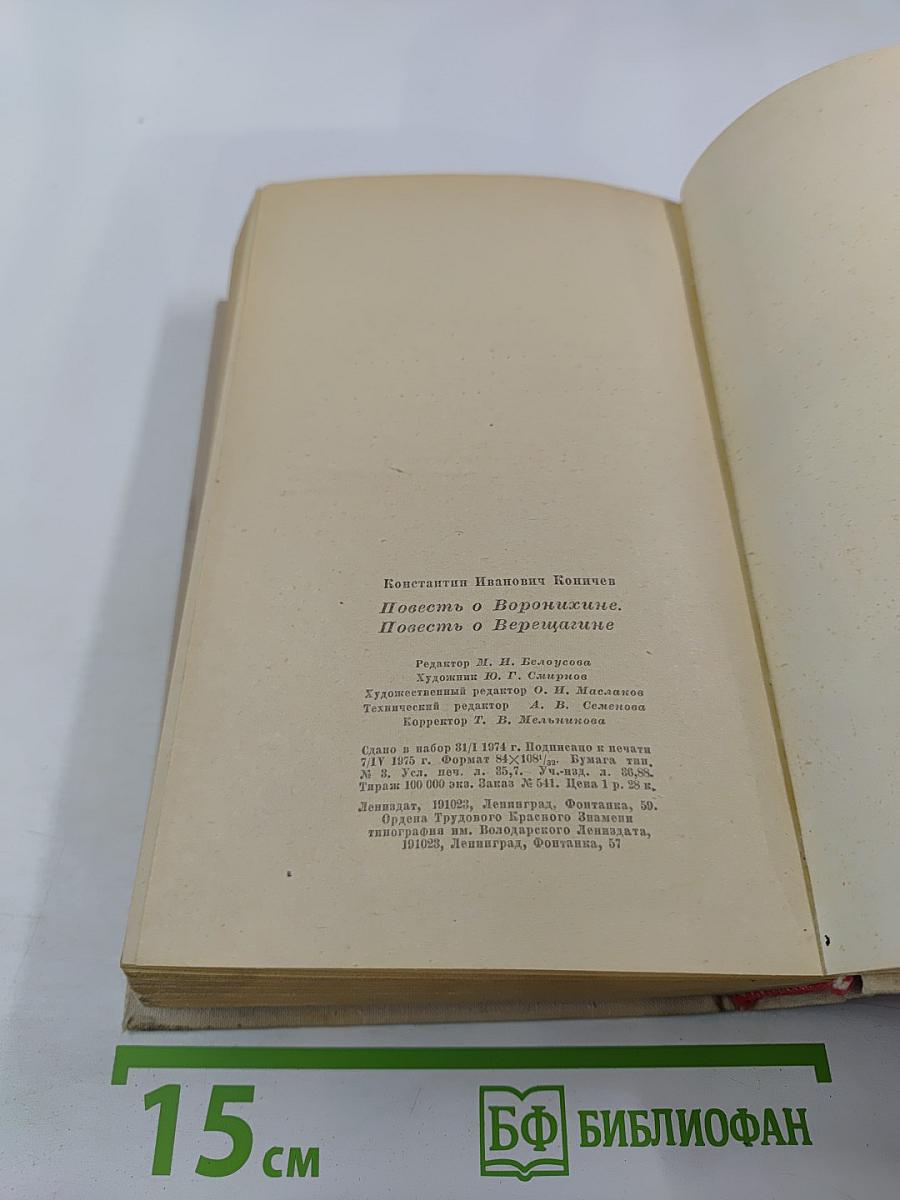 Константин Иванович Коничев
Повесть о Воронихине.
Повесть о Верещагине
Редактор М. И. Белоусова
Художник Ю. Г. Смирнов
Художественный редактор О. И. Маслаков
Технический редактор А. В. Семенова
Корректор Т. В. Мельникова
Сдано в набор 31/I 1974 г. Подписано к печати
7/IV 1975 г. Формат 84×108¹/₃₂. Бумага тип.
№ 3. Усл. печ. л. 35,7. Уч.-изд. л. 36,88.
Тираж 100 000 экз. Заказ № 541. Цена 1 р. 28 к.
Лениздат, 191023, Ленинград, Фонтанка, 59.
Ордена Трудового Красного Знамени
типография им. Володарского Лениздата,
191023, Ленинград, Фонтанка, 57
15 см
БФ БИБЛИОФАН